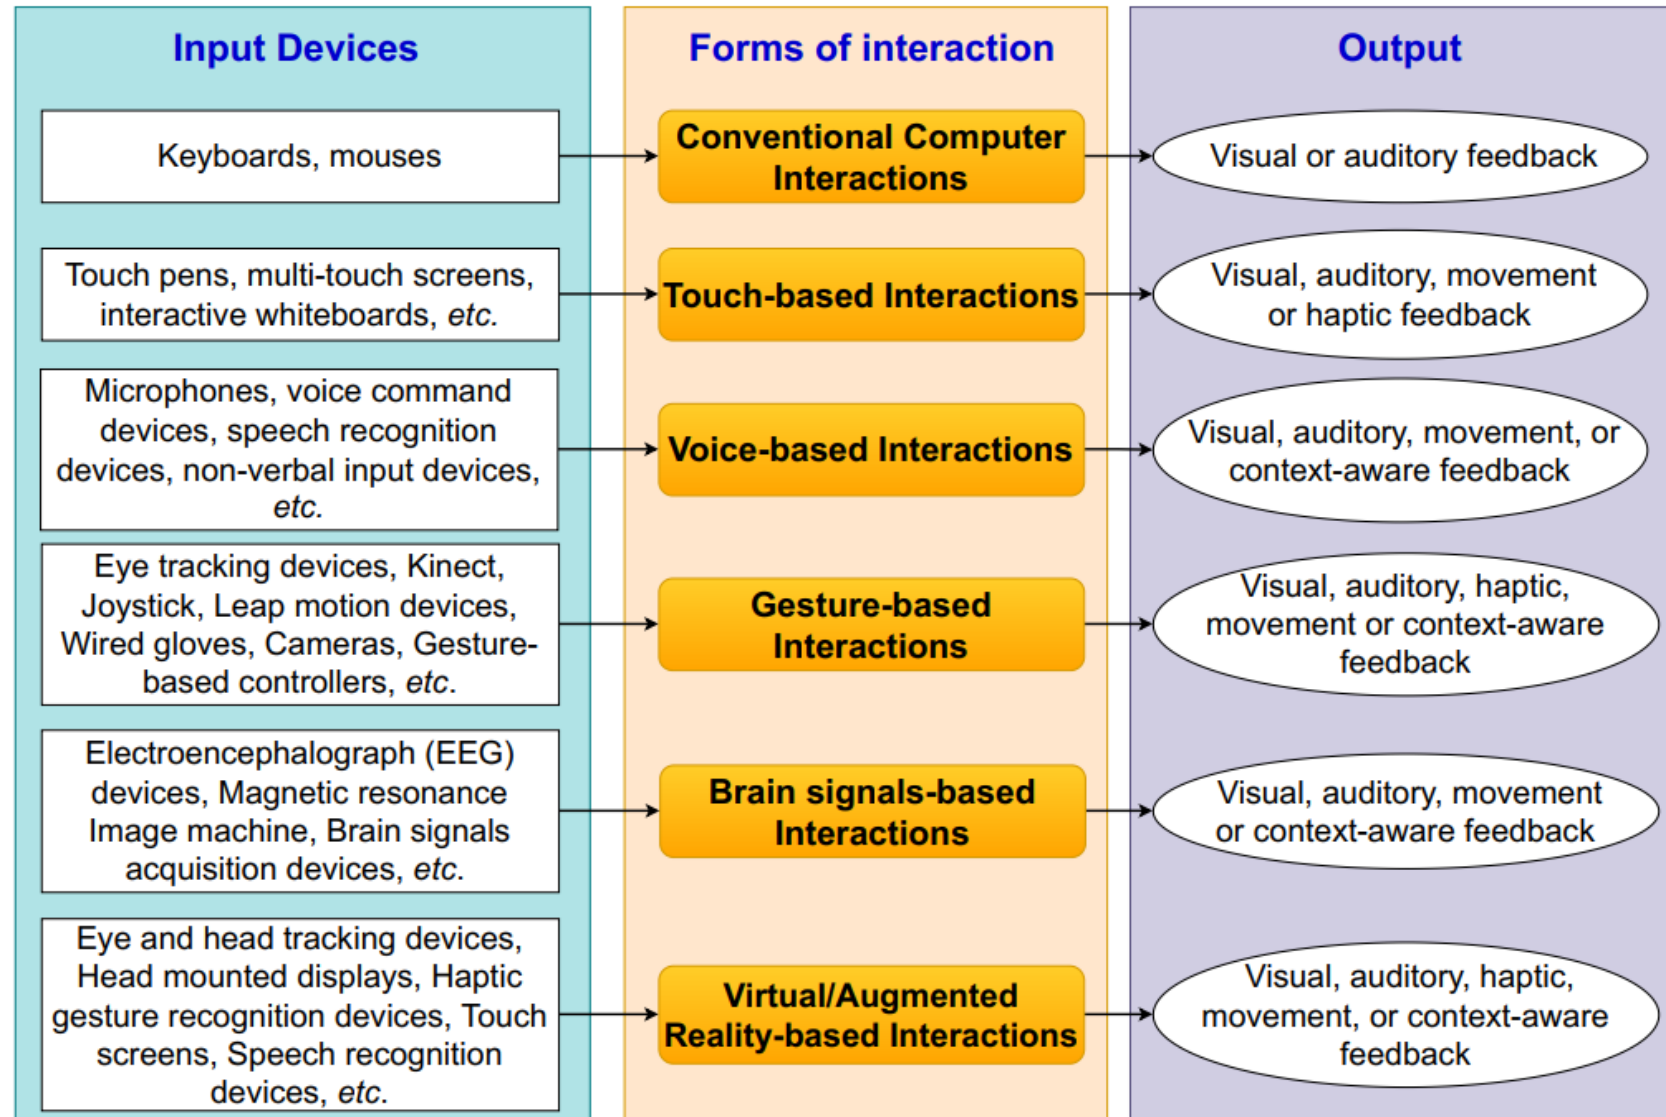 Input Devices
Forms of interaction
Output
Keyboards, mouses
Conventional Computer
Interactions
Visual or auditory feedback
Touch pens, multi-touch screens,
interactive whiteboards, etc.
Touch-based Interactions
Visual, auditory, movement
or haptic feedback
Microphones, voice command
devices, speech recognition
devices, non-verbal input devices,
etc.
Voice-based Interactions
Visual, auditory, movement, or
context-aware feedback
Eye tracking devices, Kinect,
Joystick, Leap motion devices,
Wired gloves, Cameras, Gesture-
based controllers, etc.
Gesture-based
Interactions
Visual, auditory, haptic,
movement or context-aware
feedback
Electroencephalograph (EEG)
devices, Magnetic resonance
Image machine, Brain signals
acquisition devices, etc.
Brain signals-based
Interactions
Visual, auditory, movement
or context-aware feedback
Eye and head tracking devices,
Head mounted displays, Haptic
gesture recognition devices, Touch
screens, Speech recognition
devices, etc.
Virtual/Augmented
Reality-based Interactions
Visual, auditory, haptic,
movement, or context-aware
feedback